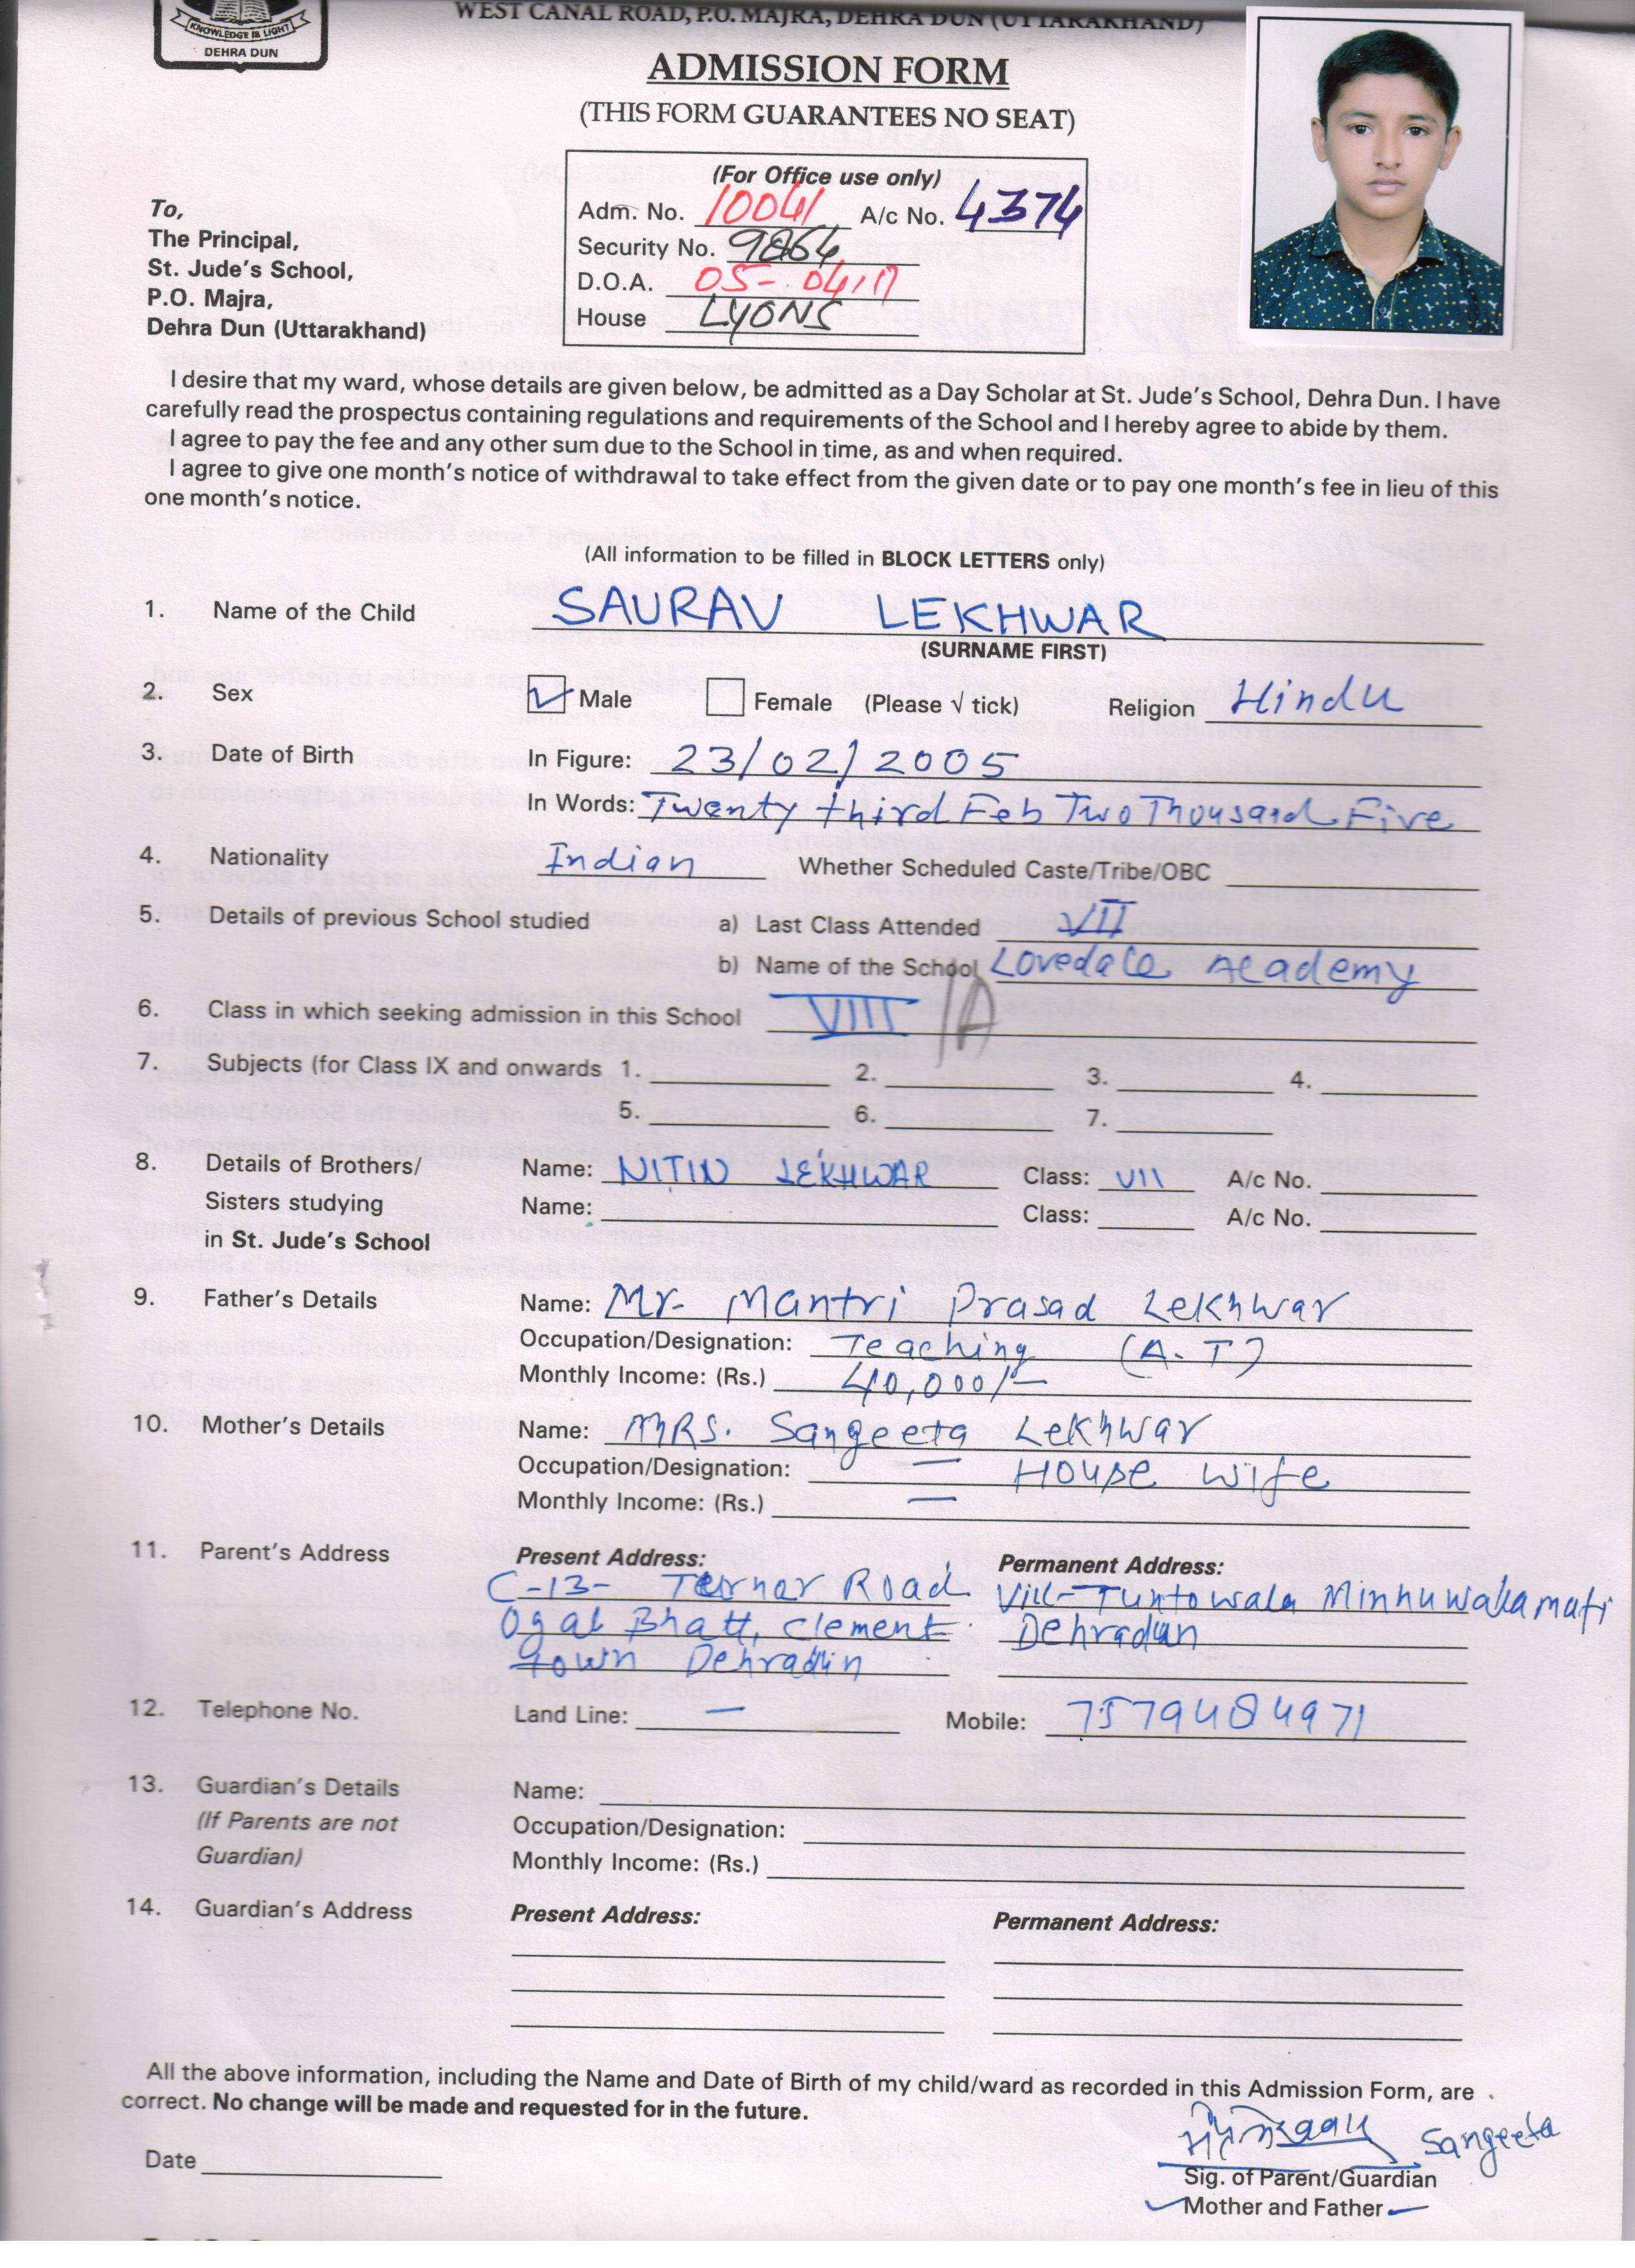 KNOWLEDGE IS LIGHT
DEHRA DUN
WEST CANAL ROAD, P.O. MAJRA, DEHRA DUN (UTTARAKHAND)
ADMISSION FORM
(THIS FORM GUARANTEES NO SEAT)
(For Office use only)
Adm. No. 10041 A/c No. 4374
Security No. 9864
D.O.A. 05-04/17
House LYONS
To,
The Principal,
St. Jude's School,
P.O. Majra,
Dehra Dun (Uttarakhand)
I desire that my ward, whose details are given below, be admitted as a Day Scholar at St. Jude's School, Dehra Dun. I have
carefully read the prospectus containing regulations and requirements of the School and I hereby agree to abide by them.
I agree to pay the fee and any other sum due to the School in time, as and when required.
I agree to give one month's notice of withdrawal to take effect from the given date or to pay one month's fee in lieu of this
one month's notice.
(All information to be filled in BLOCK LETTERS only)
1. Name of the Child SAURAV LEKHWAR
(SURNAME FIRST)
2. Sex Male Female (Please √ tick) Religion Hindu
3. Date of Birth In Figure: 23/02/2005
In Words: Twenty third Feb Two Thousand Five
4. Nationality Indian Whether Scheduled Caste/Tribe/OBC
5. Details of previous School studied a) Last Class Attended VII
b) Name of the School Lovedale Academy
6. Class in which seeking admission in this School VIII /A
7. Subjects (for Class IX and onwards 1. 2. 3. 4.
5. 6. 7.
8. Details of Brothers/ Name: NITIN LEKHWAR Class: VII A/c No.
Sisters studying Name: Class: A/c No.
in St. Jude's School
9. Father's Details Name: Mr. Mantri Prasad Lekhwar
Occupation/Designation: Teaching (A.T)
Monthly Income: (Rs.) 40,000/-
10. Mother's Details Name: MRS. Sangeeta Lekhwar
Occupation/Designation: — House wife
Monthly Income: (Rs.) —
11. Parent's Address Present Address: Permanent Address:
C-13- Terner Road Vill- Tuntowala Minhuwala mafi
Ogal Bhatt, Clement Dehradun
Town Dehradun
12. Telephone No. Land Line: — Mobile: 7579484971
13. Guardian's Details Name:
(If Parents are not Occupation/Designation:
Guardian) Monthly Income: (Rs.)
14. Guardian's Address Present Address: Permanent Address:
All the above information, including the Name and Date of Birth of my child/ward as recorded in this Admission Form, are
correct. No change will be made and requested for in the future.
Sangeeta
Date Sig. of Parent/Guardian
Mother and Father